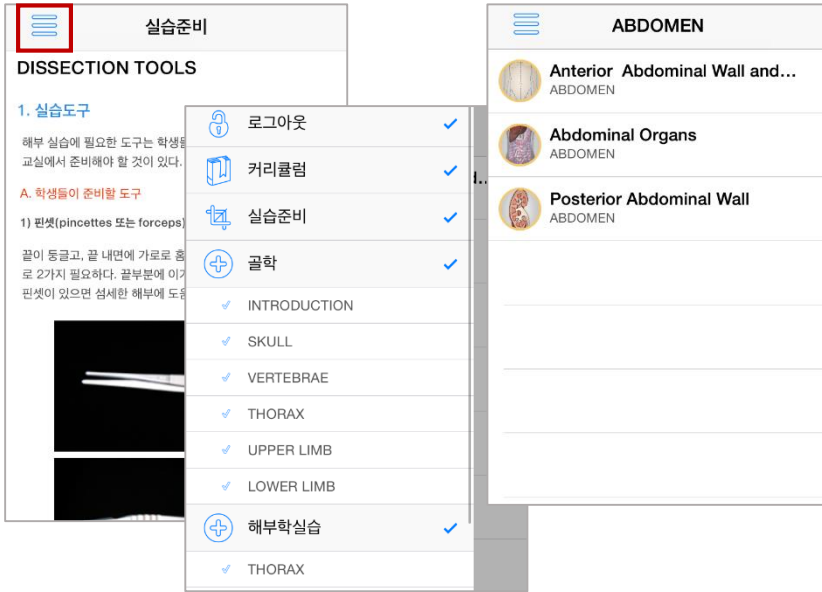 실습준비
DISSECTION TOOLS
1. 실습도구
해부 실습에 필요한 도구는 학생
교실에서 준비해야 할 것이 있다.
A. 학생들이 준비할 도구
1) 핀셋(pincettes 또는 forceps)
끝이 둥글고, 끝 내면에 가로로
로 2가지 필요하다. 끝부분에
핀셋이 있으면 섬세한 해부에
로그아웃
커리큘럼
실습준비
골학
INTRODUCTION
SKULL
VERTEBRAE
THORAX
UPPER LIMB
LOWER LIMB
해부학실습
THORAX
ABDOMEN
Anterior Abdominal Wall and...
ABDOMEN
Abdominal Organs
ABDOMEN
Posterior Abdominal Wall
ABDOMEN